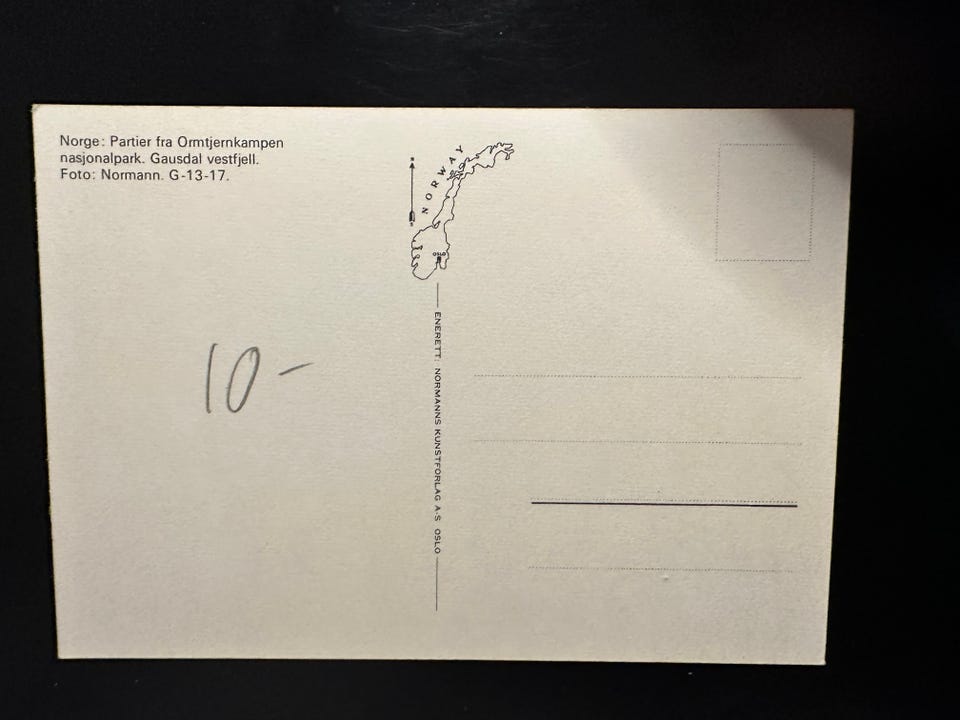 Norge: Partier fra Ormtjernkampen
nasjonalpark. Gausdal vestfjell.
Foto: Normann. G-13-17.
NORWAY
OSLO
ENERETT: NORMANNS KUNSTFORLAG A-S OSLO
10-